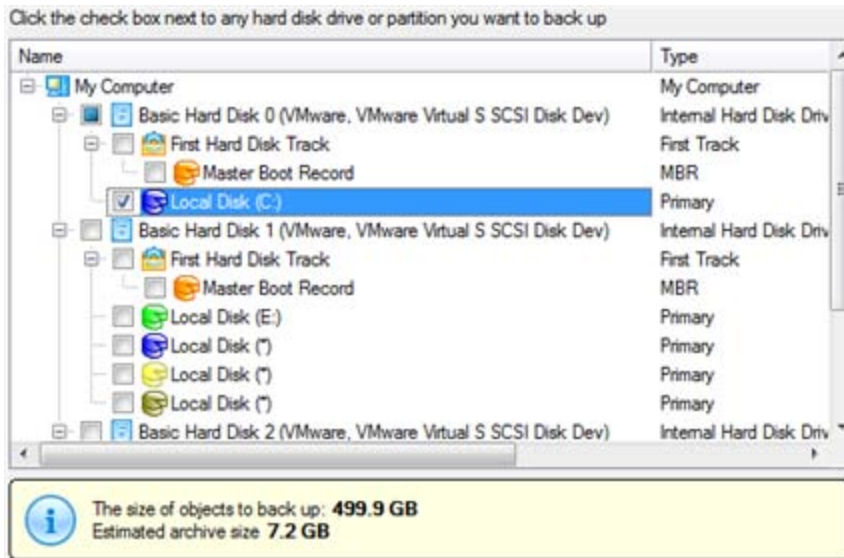 Click the check box next to any hard disk drive or partition you want to back up
Name Type
My Computer My Computer
Basic Hard Disk 0 (VMware, VMware Virtual S SCSI Disk Dev) Internal Hard Disk Driv
First Hard Disk Track First Track
Master Boot Record MBR
Local Disk (C:) Primary
Basic Hard Disk 1 (VMware, VMware Virtual S SCSI Disk Dev) Internal Hard Disk Driv
First Hard Disk Track First Track
Master Boot Record MBR
Local Disk (E:) Primary
Local Disk (*) Primary
Local Disk (*) Primary
Local Disk (*) Primary
Basic Hard Disk 2 (VMware, VMware Virtual S SCSI Disk Dev) Internal Hard Disk Driv
The size of objects to back up: 499.9 GB
Estimated archive size 7.2 GB